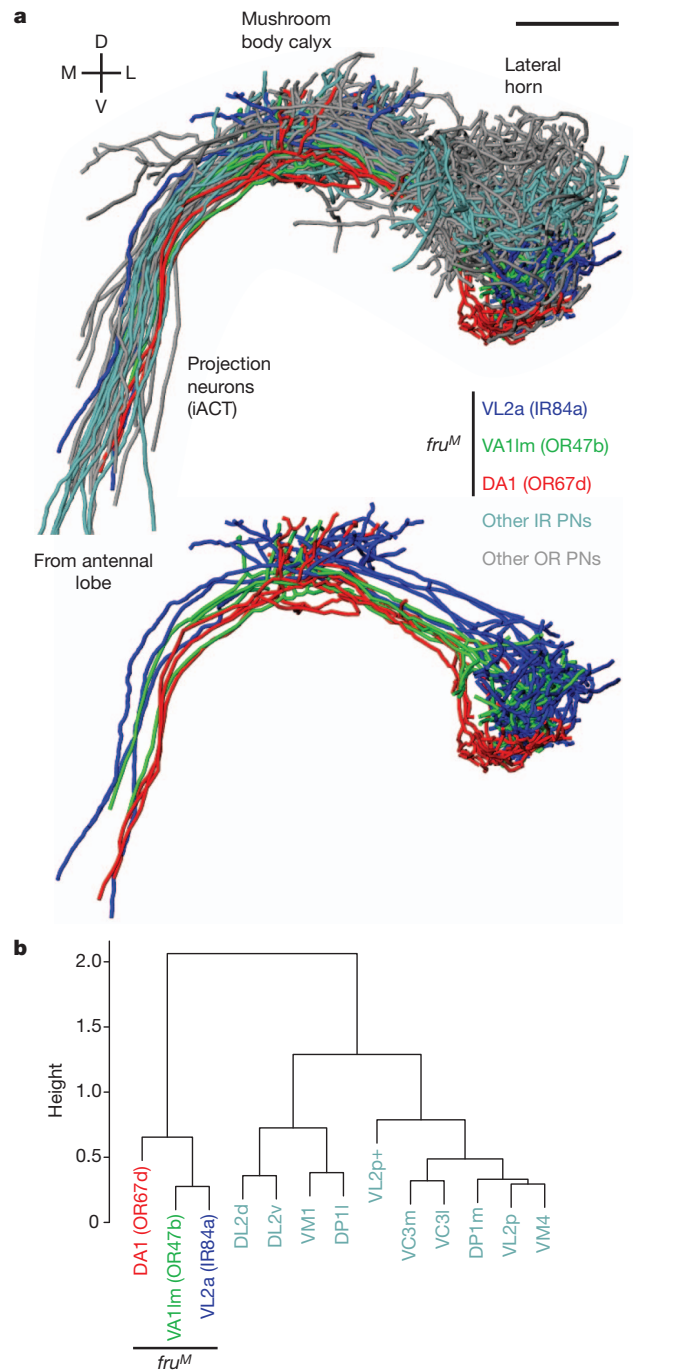 a
Mushroom
body calyx
Lateral
horn
D
M
L
V
Projection
neurons
(iACT)
fruᴹ
VL2a (IR84a)
VA1lm (OR47b)
DA1 (OR67d)
Other IR PNs
Other OR PNs
From antennal
lobe
b
Height
2.0
1.5
1.0
0.5
0
DA1 (OR67d)
VA1lm (OR47b)
VL2a (IR84a)
DL2d
DL2v
VM1
DP1l
VL2p+
VC3m
VC3l
DP1m
VL2p
VM4
fruᴹ